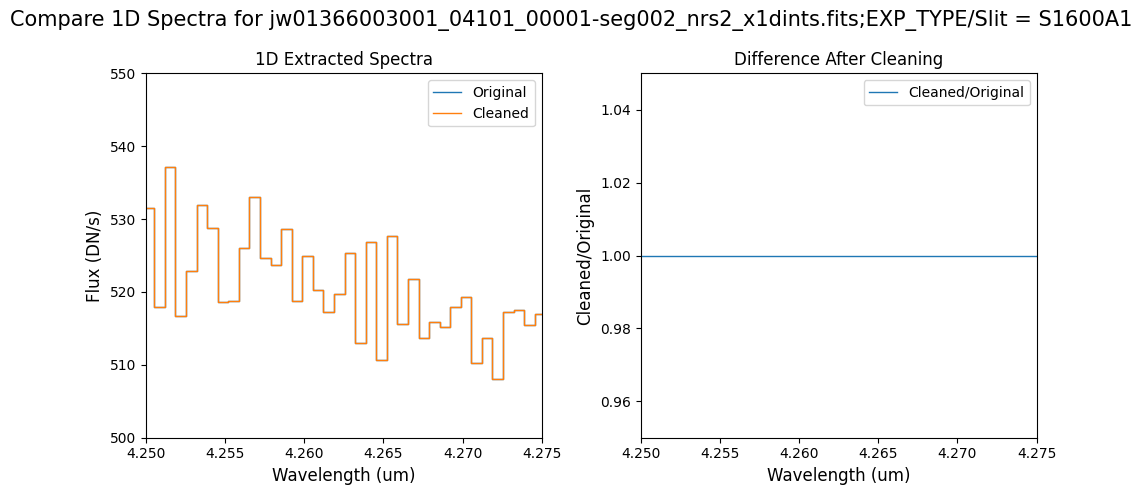 Compare 1D Spectra for jw01366003001_04101_00001-seg002_nrs2_x1dints.fits;EXP_TYPE/Slit = S1600A1
1D Extracted Spectra
Original
Cleaned
550
540
530
520
510
500
Flux (DN/s)
4.250
4.255
4.260
4.265
4.270
4.275
Wavelength (um)
Difference After Cleaning
Cleaned/Original
1.04
1.02
1.00
0.98
0.96
Cleaned/Original
4.250
4.255
4.260
4.265
4.270
4.275
Wavelength (um)